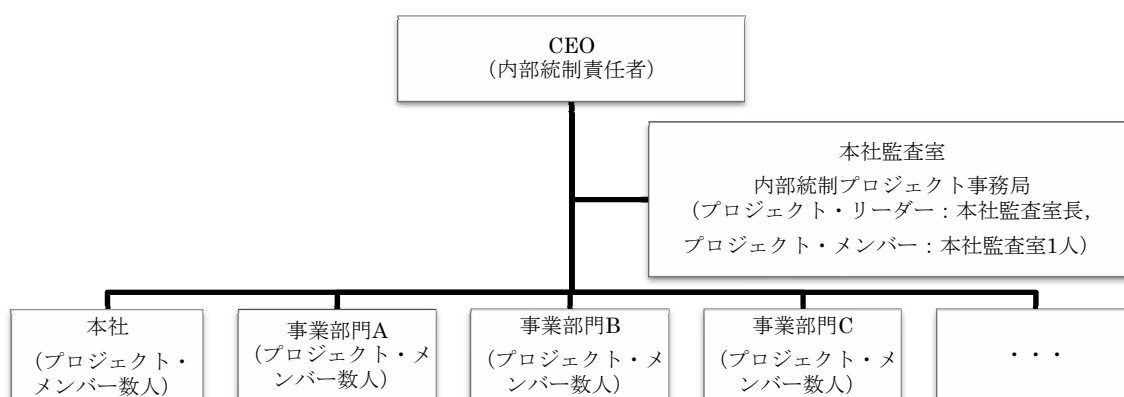 CEO
（内部統制責任者）
本社監査室
内部統制プロジェクト事務局
（プロジェクト・リーダー：本社監査室長，
プロジェクト・メンバー：本社監査室1人）
本社
（プロジェクト・
メンバー数人）
事業部門A
（プロジェクト・メ
ンバー数人）
事業部門B
（プロジェクト・メ
ンバー数人）
事業部門C
（プロジェクト・メ
ンバー数人）
・・・